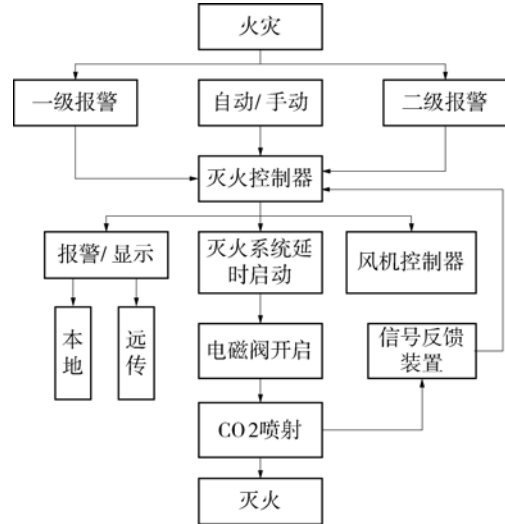 火灾
一级报警
自动/手动
二级报警
灭火控制器
报警/显示
灭火系统延
时启动
风机控制器
本地
远传
电磁阀开启
信号反馈
装置
CO2喷射
灭火